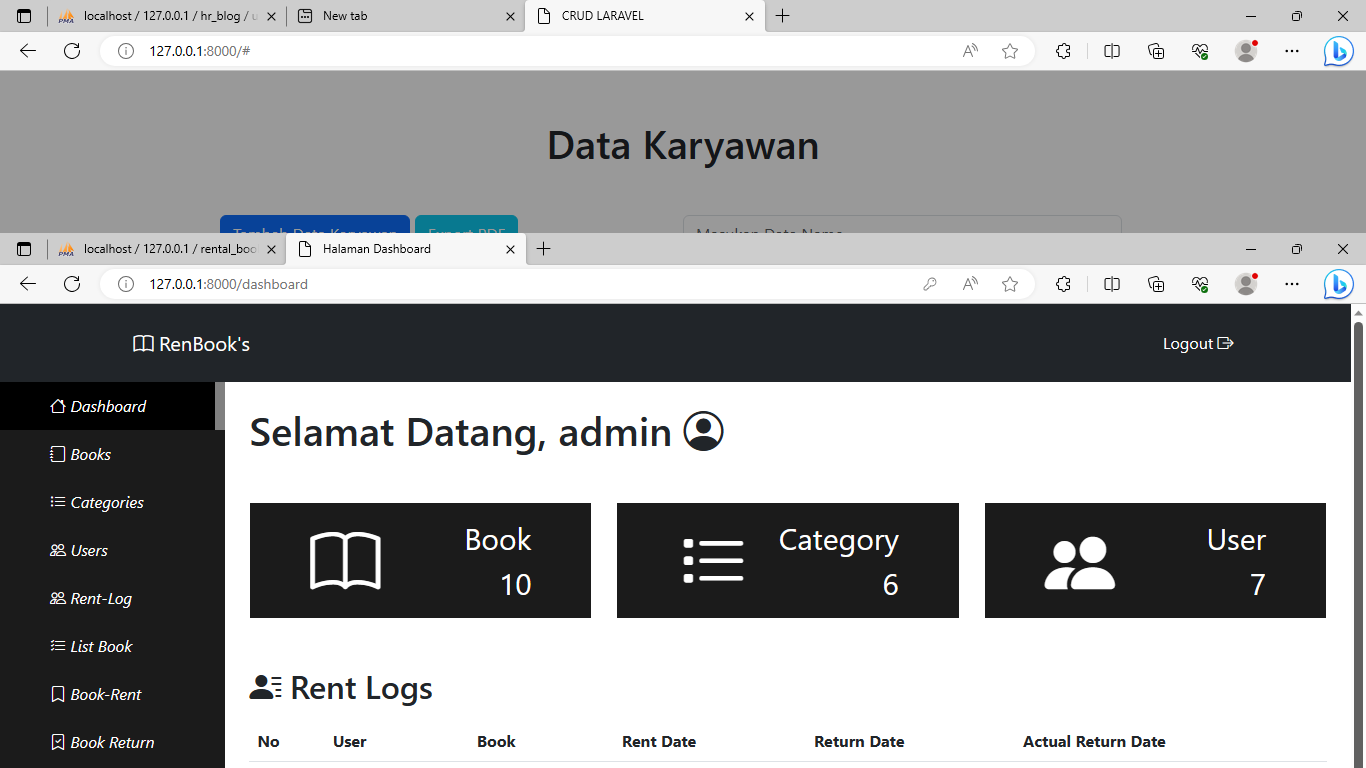 localhost / 127.0.0.1 / hr_blog / u
New tab
CRUD LARAVEL
127.0.0.1:8000/#
Data Karyawan
Tambah Data Karyawan
Export PDF
Masukan Data Name
localhost / 127.0.0.1 / rental_boo
Halaman Dashboard
127.0.0.1:8000/dashboard
RenBook's
Logout
Dashboard
Books
Categories
Users
Rent-Log
List Book
Book-Rent
Book Return
Selamat Datang, admin
Book
10
Category
6
User
7
Rent Logs
No User Book Rent Date Return Date Actual Return Date